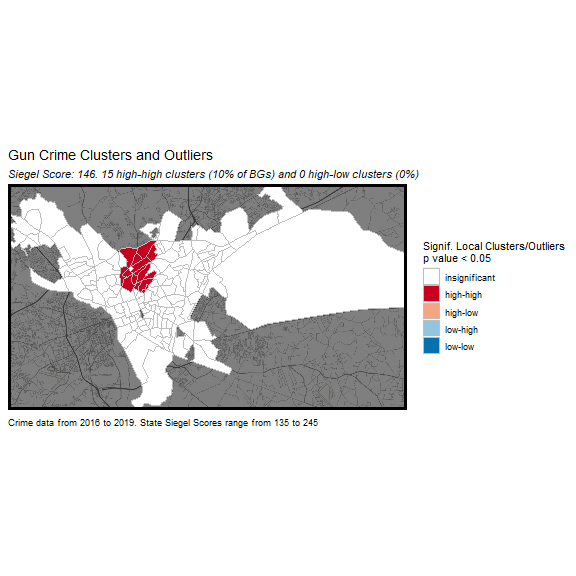 Gun Crime Clusters and Outliers
Siegel Score: 146. 15 high-high clusters (10% of BGs) and 0 high-low clusters (0%)
Signif. Local Clusters/Outliers
p value < 0.05
insignificant
high-high
high-low
low-high
low-low
Crime data from 2016 to 2019. State Siegel Scores range from 135 to 245